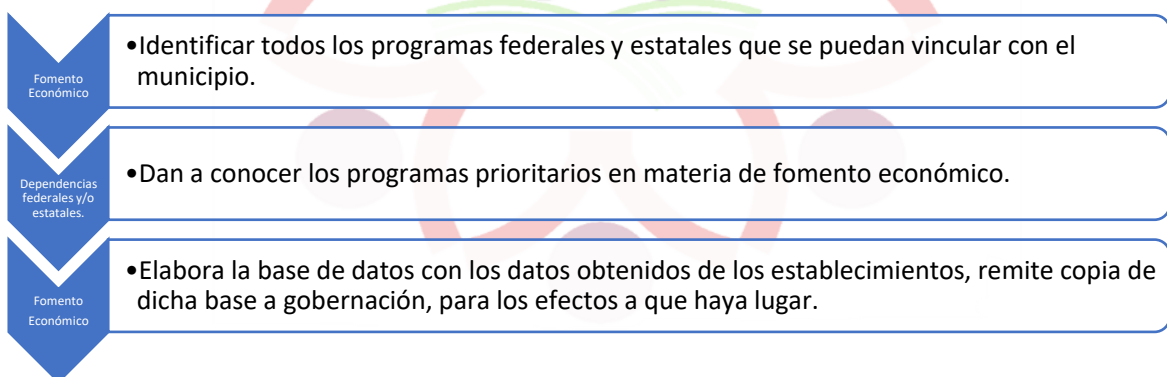 Fomento
Económico
•Identificar todos los programas federales y estatales que se puedan vincular con el
municipio.
Dependencias
federales y/o
estatales.
•Dan a conocer los programas prioritarios en materia de fomento económico.
Fomento
Económico
•Elabora la base de datos con los datos obtenidos de los establecimientos, remite copia de
dicha base a gobernación, para los efectos a que haya lugar.